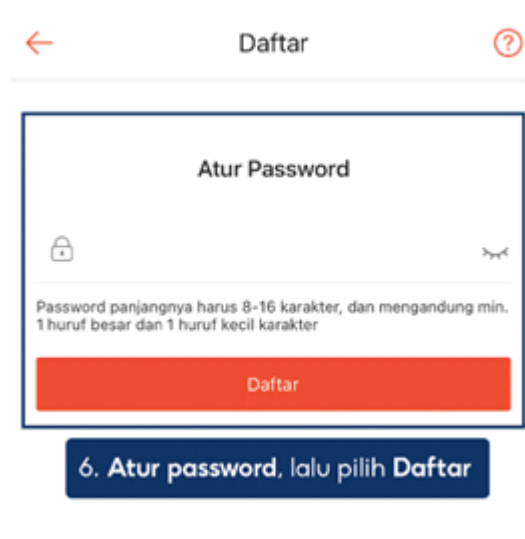 Daftar
Atur Password
Password panjangnya harus 8-16 karakter, dan mengandung min.
1 huruf besar dan 1 huruf kecil karakter
Daftar
6. Atur password, lalu pilih Daftar